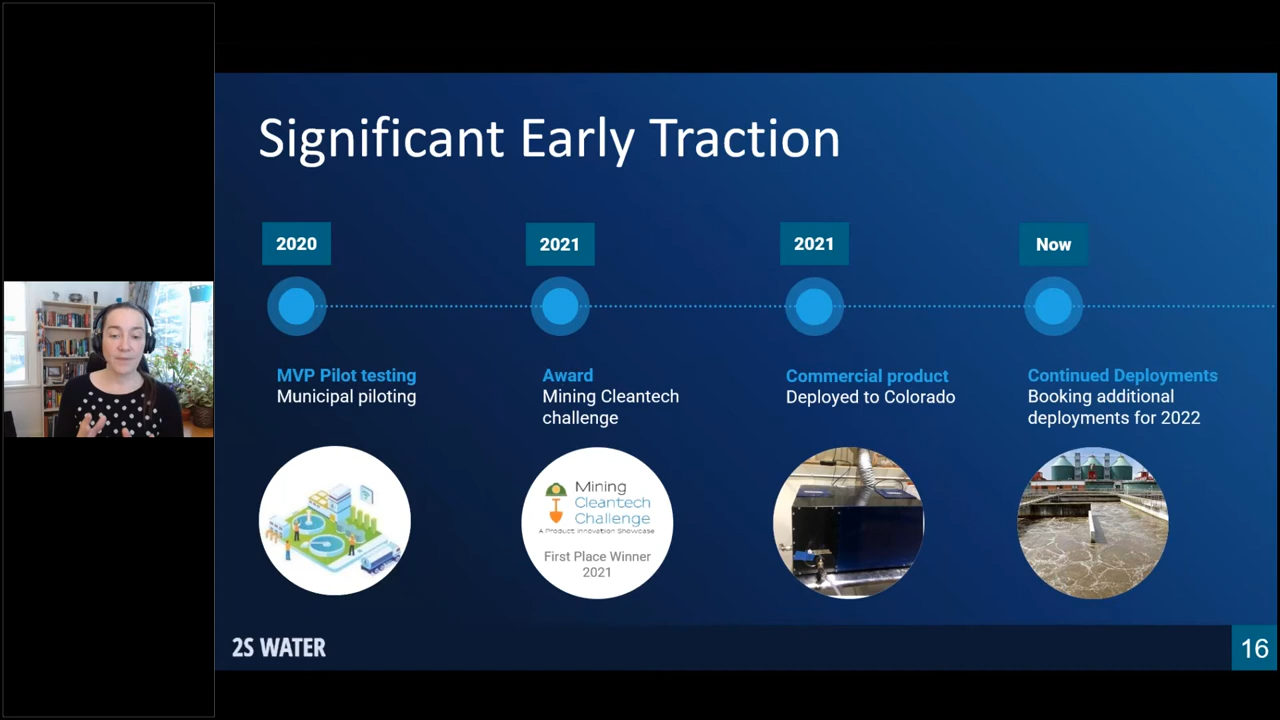 Significant Early Traction
2020
2021
2021
Now
MVP Pilot testing
Municipal piloting
Award
Mining Cleantech
challenge
Commercial product
Deployed to Colorado
Continued Deployments
Booking additional
deployments for 2022
Mining
Cleantech
Challenge
A Product Innovation Showcase
First Place Winner
2021
2S WATER
16